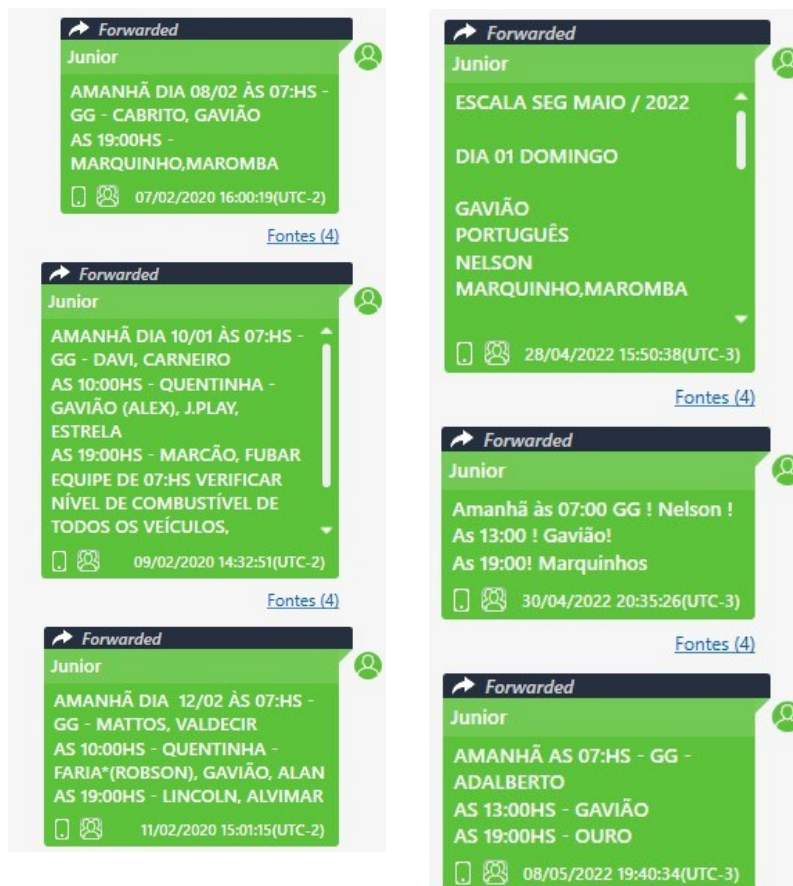 Forwarded
Junior
AMANHÃ DIA 08/02 ÀS 07:HS -
GG - CABRITO, GAVIÃO
AS 19:00HS -
MARQUINHO,MAROMBA
07/02/2020 16:00:19(UTC-2)
Fontes (4)
Forwarded
Junior
AMANHÃ DIA 10/01 ÀS 07:HS -
GG - DAVI, CARNEIRO
AS 10:00HS - QUENTINHA -
GAVIÃO (ALEX), J.PLAY,
ESTRELA
AS 19:00HS - MARCÃO, FUBAR
EQUIPE DE 07:HS VERIFICAR
NÍVEL DE COMBUSTÍVEL DE
TODOS OS VEÍCULOS,
09/02/2020 14:32:51(UTC-2)
Fontes (4)
Forwarded
Junior
AMANHÃ DIA  12/02 ÀS 07:HS -
GG - MATTOS, VALDECIR
AS 10:00HS - QUENTINHA -
FARIA*(ROBSON), GAVIÃO, ALAN
AS 19:00HS - LINCOLN, ALVIMAR
11/02/2020 15:01:15(UTC-2)
Forwarded
Junior
ESCALA SEG MAIO / 2022
DIA 01 DOMINGO
GAVIÃO
PORTUGUÊS
NELSON
MARQUINHO,MAROMBA
28/04/2022 15:50:38(UTC-3)
Fontes (4)
Forwarded
Junior
Amanhã às 07:00 GG ! Nelson !
As 13:00 ! Gavião!
As 19:00! Marquinhos
30/04/2022 20:35:26(UTC-3)
Fontes (4)
Forwarded
Junior
AMANHÃ AS 07:HS - GG -
ADALBERTO
AS 13:00HS - GAVIÃO
AS 19:00HS - OURO
08/05/2022 19:40:34(UTC-3)